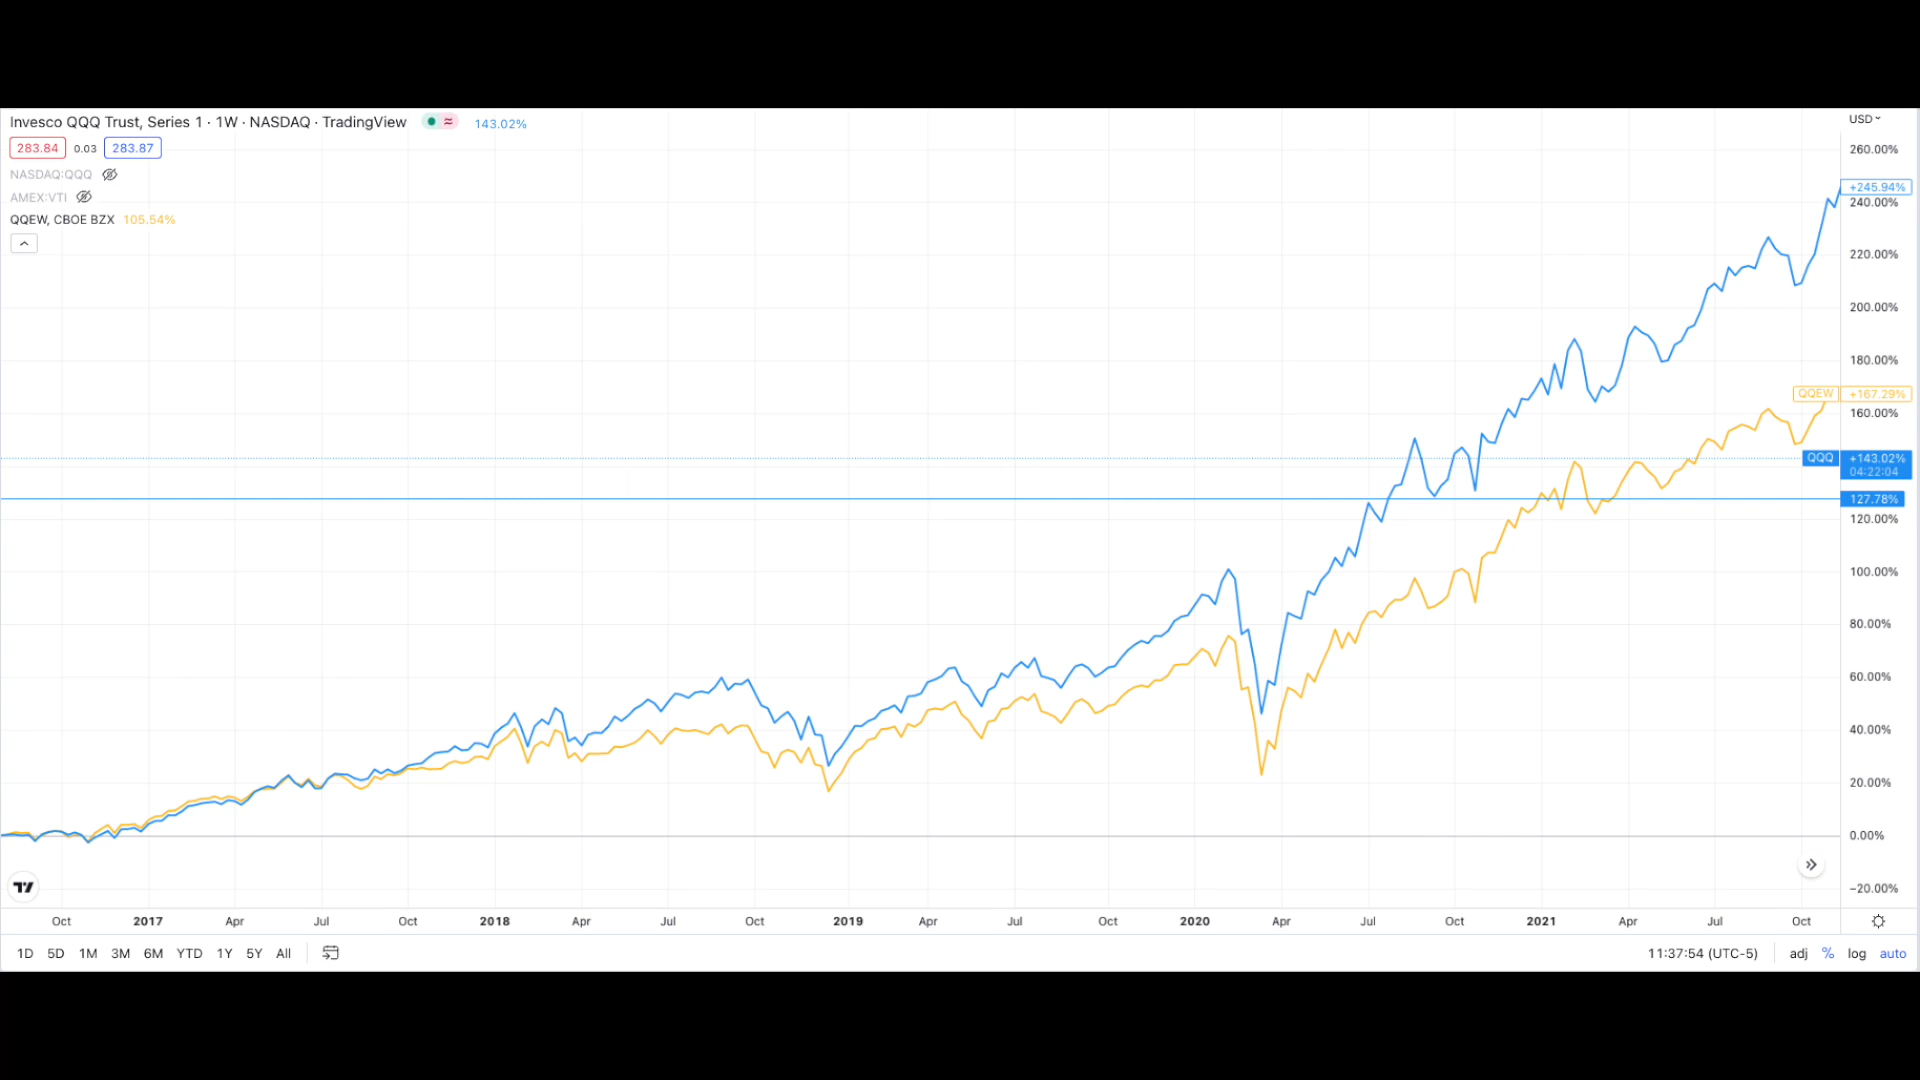 Invesco QQQ Trust, Series 1 · 1W · NASDAQ · TradingView 143.02% USD
283.84 0.03 283.87
NASDAQ:QQQ
AMEX:VTI
QQEW, CBOE BZX 105.54%
260.00%
+245.94%
240.00%
220.00%
200.00%
180.00%
QQEW +167.29%
160.00%
QQQ +143.02%
04:22:04
127.78%
120.00%
100.00%
80.00%
60.00%
40.00%
20.00%
0.00%
−20.00%
Oct 2017 Apr Jul Oct 2018 Apr Jul Oct 2019 Apr Jul Oct 2020 Apr Jul Oct 2021 Apr Jul Oct
1D 5D 1M 3M 6M YTD 1Y 5Y All 11:37:54 (UTC-5) adj % log auto